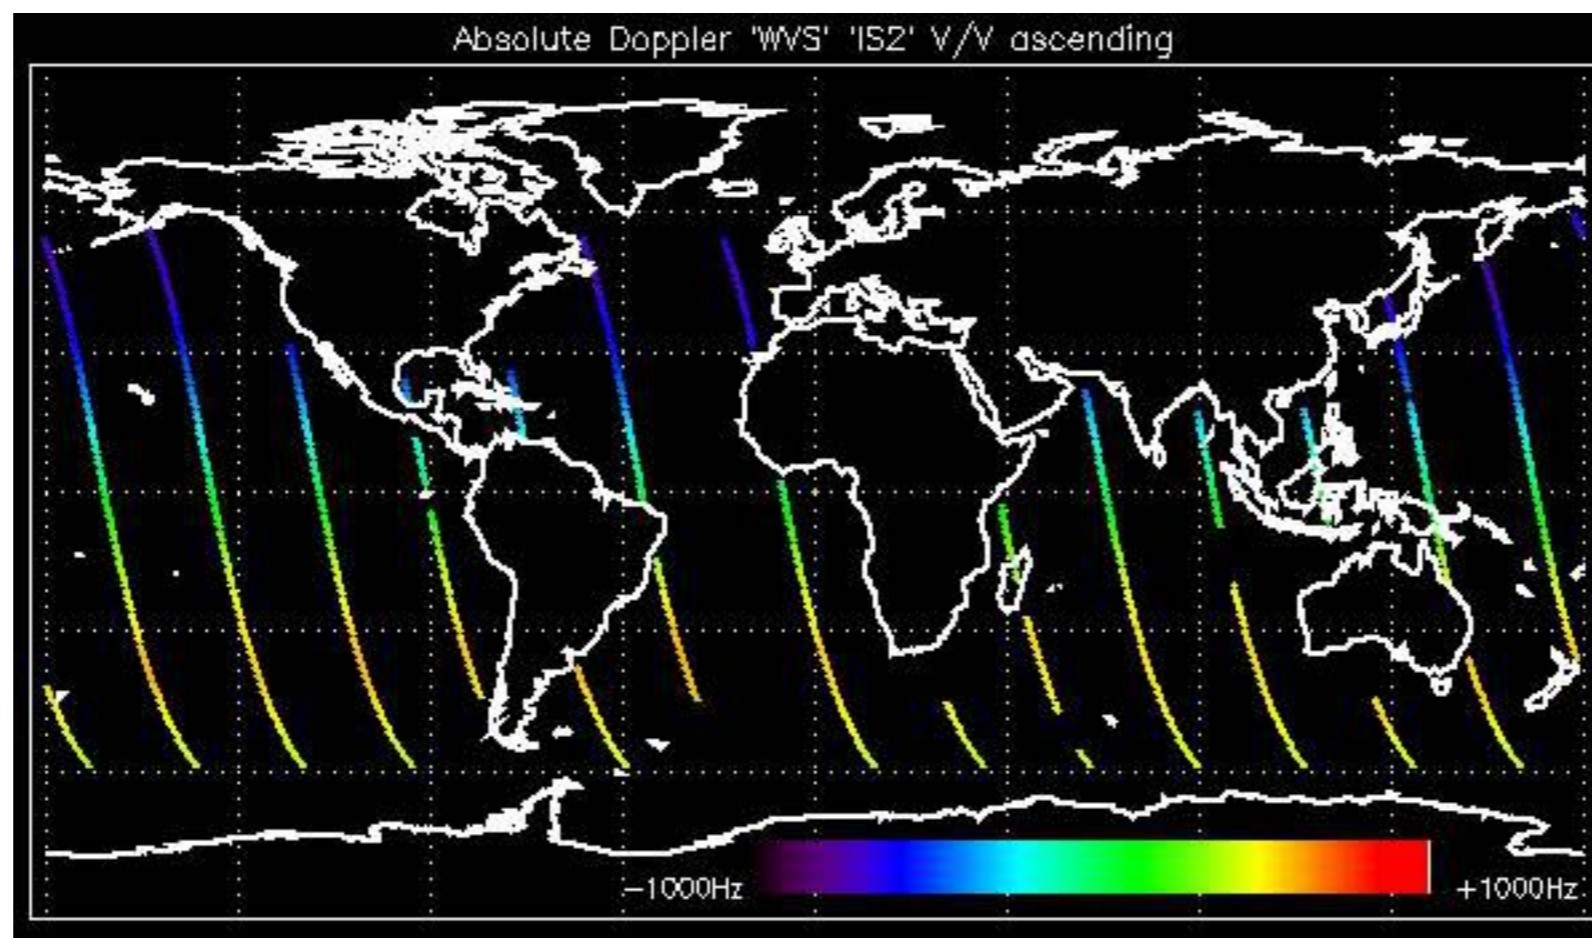 Absolute Doppler 'WVS' 'IS2' V/V ascending
−1000Hz +1000Hz